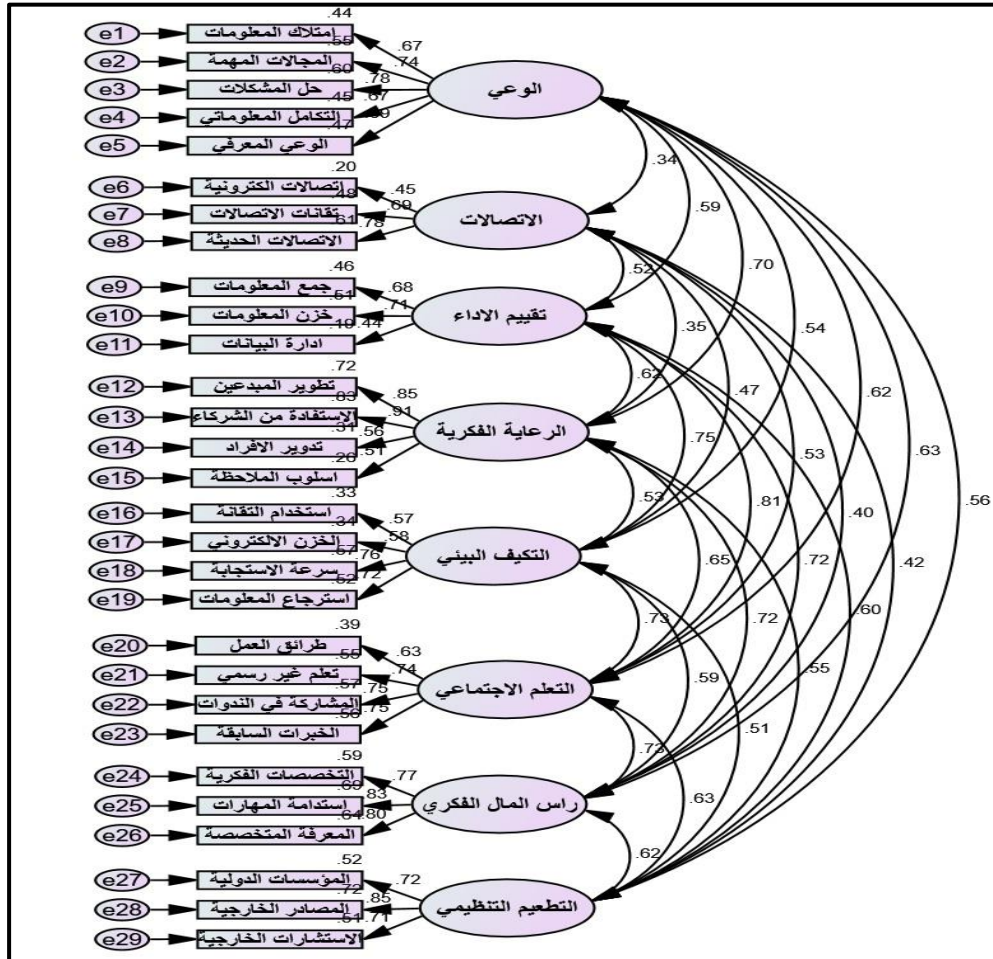 .44
e1 إمتلاك المعلومات .67
.55
e2 المجالات المهمة .74
.60
e3 حل المشكلات .78
.45
e4 التكامل المعلوماتي .67
.47
e5 الوعي المعرفي .69
الوعي
.20
e6 إتصالات الكترونية .45
.48
e7 تقانات الاتصالات .69
.61
e8 الاتصالات الحديثة .78
الاتصالات
.46
e9 جمع المعلومات .68
.51
e10 خزن المعلومات .71
.19
e11 ادارة البيانات .44
تقييم الاداء
.72
e12 تطوير المبدعين .85
.83
e13 الإستفادة من الشركاء .91
.31
e14 تدوير الافراد .56
.26
e15 اسلوب الملاحظة .51
الرعاية الفكرية
.33
e16 استخدام التقانة .57
.34
e17 الخزن الالكتروني .58
.57
e18 سرعة الاستجابة .76
.52
e19 استرجاع المعلومات .72
التكيف البيئي
.39
e20 طرائق العمل .63
.55
e21 تعلم غير رسمي .74
.57
e22 المشاركة في الندوات .75
.56
e23 الخبرات السابقة .75
التعلم الاجتماعي
.59
e24 التخصصات الفكرية .77
.69
e25 استدامة المهارات .83
.64
e26 المعرفة المتخصصة .80
راس المال الفكري
.52
e27 المؤسسات الدولية .72
.72
e28 المصادر الخارجية .85
.51
e29 الاستشارات الخارجية .71
التطعيم التنظيمي
.34
.59
.52
.70
.35
.54
.62
.47
.62
.75
.53
.63
.53
.81
.40
.56
.65
.72
.42
.73
.72
.60
.59
.55
.73
.51
.63
.62